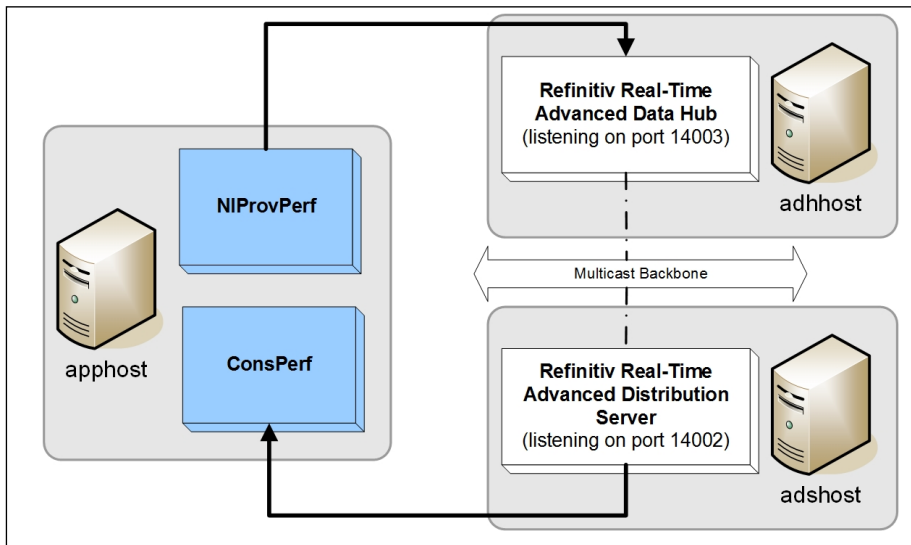 Refinitiv Real-Time
Advanced Data Hub
(listening on port 14003)
adhhost
NIProvPerf
apphost
ConsPerf
Multicast Backbone
Refinitiv Real-Time
Advanced Distribution
Server
(listening on port 14002)
adshost